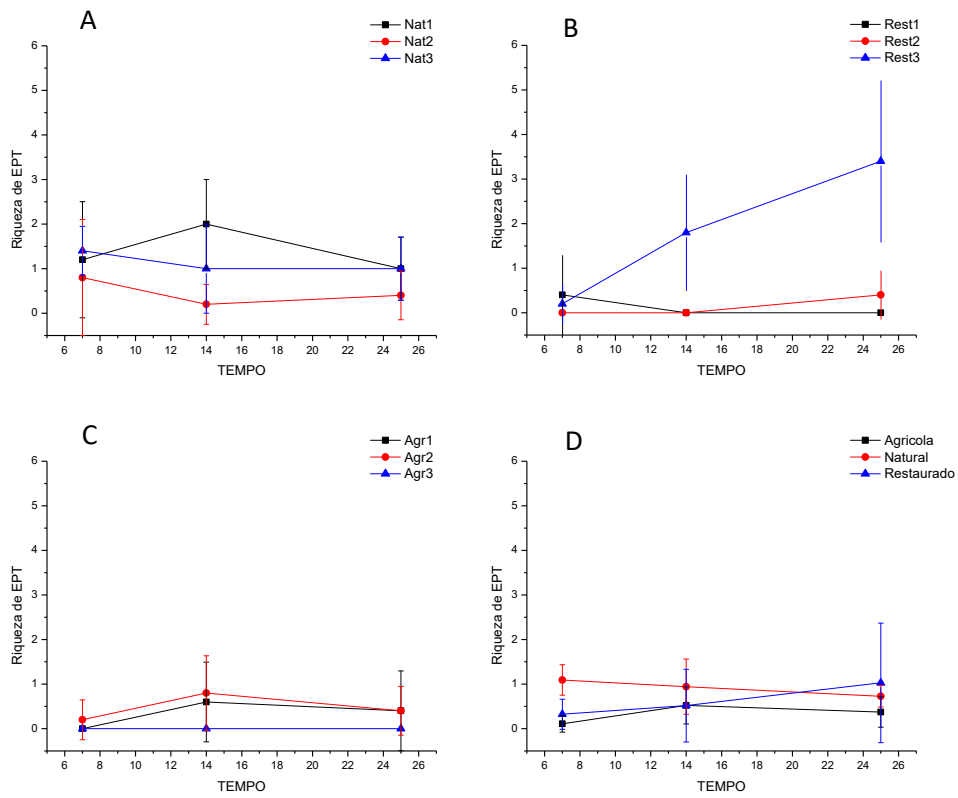 A
Nat1
Nat2
Nat3
6
5
4
3
2
1
0
Riqueza de EPT
6 8 10 12 14 16 18 20 22 24 26
TEMPO
B
Rest1
Rest2
Rest3
6
5
4
3
2
1
0
Riqueza de EPT
6 8 10 12 14 16 18 20 22 24 26
TEMPO
C
Agr1
Agr2
Agr3
6
5
4
3
2
1
0
Riqueza de EPT
6 8 10 12 14 16 18 20 22 24 26
TEMPO
D
Agricola
Natural
Restaurado
6
5
4
3
2
1
0
Riqueza de EPT
6 8 10 12 14 16 18 20 22 24 26
TEMPO